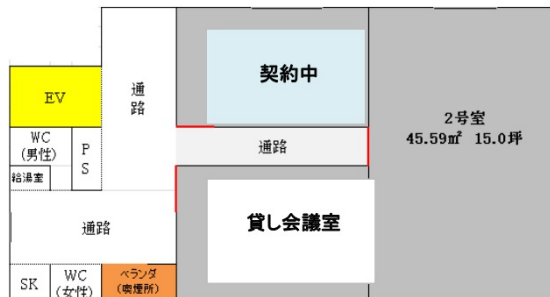 契約中
EV
通
路
2号室
45.59㎡ 15.0坪
WC
(男性)
P
S
通路
給湯室
貸し会議室
通路
SK
WC
(女性)
ベランダ
(喫煙所)